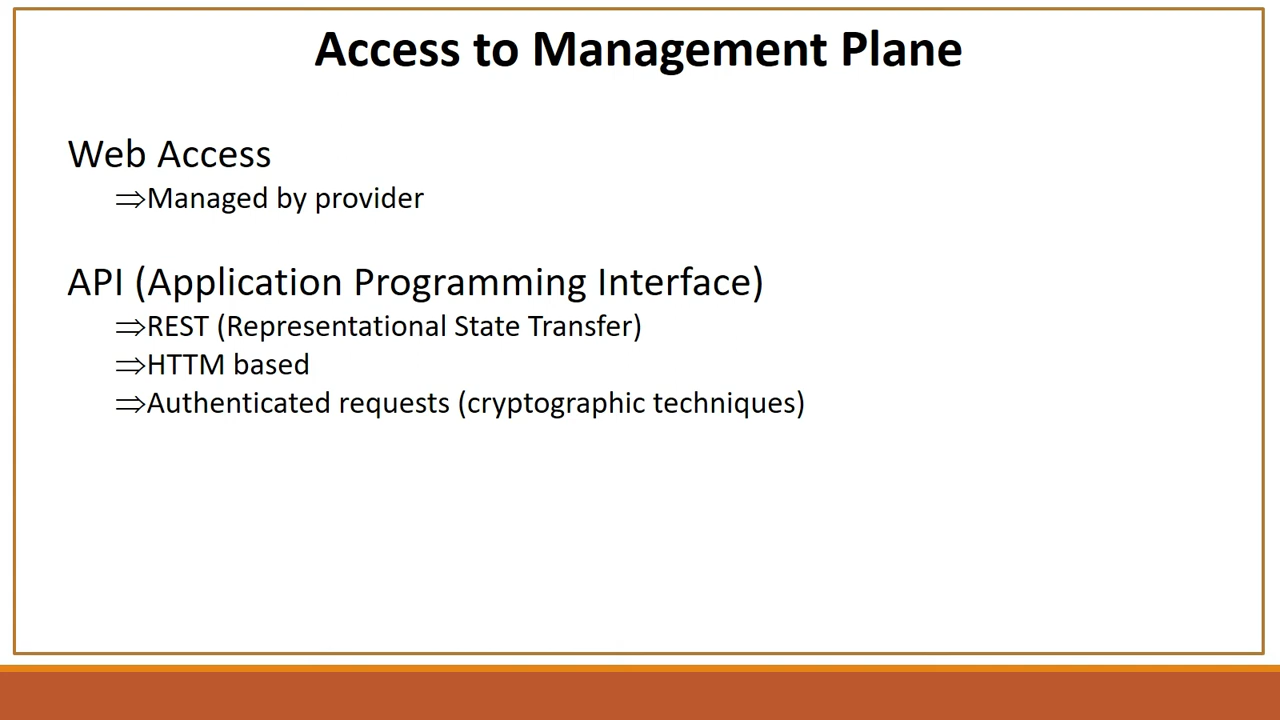 Access to Management Plane
Web Access
⇒Managed by provider
API (Application Programming Interface)
⇒REST (Representational State Transfer)
⇒HTTM based
⇒Authenticated requests (cryptographic techniques)